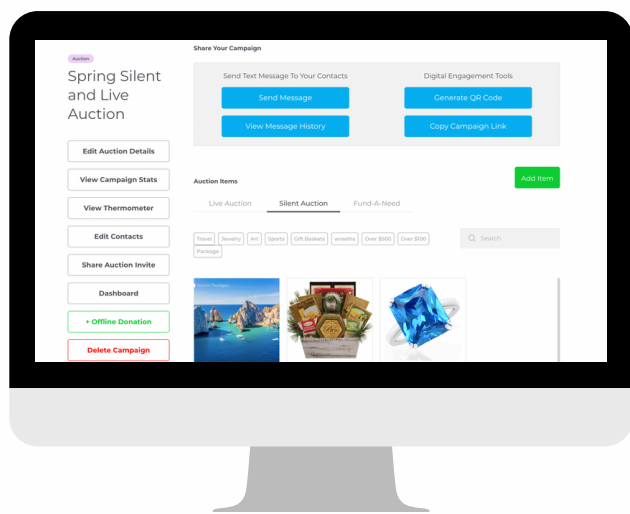 Auction
Spring Silent
and Live
Auction
Edit Auction Details
View Campaign Stats
View Thermometer
Edit Contacts
Share Auction Invite
Dashboard
+ Offline Donation
Delete Campaign
Share Your Campaign
Send Text Message To Your Contacts
Send Message
View Message History
Digital Engagement Tools
Generate QR Code
Copy Campaign Link
Auction Items
Add Item
Live Auction Silent Auction Fund-A-Need
Travel Jewelry Art Sports Gift Baskets wreaths Over $500 Over $100
Package
Search